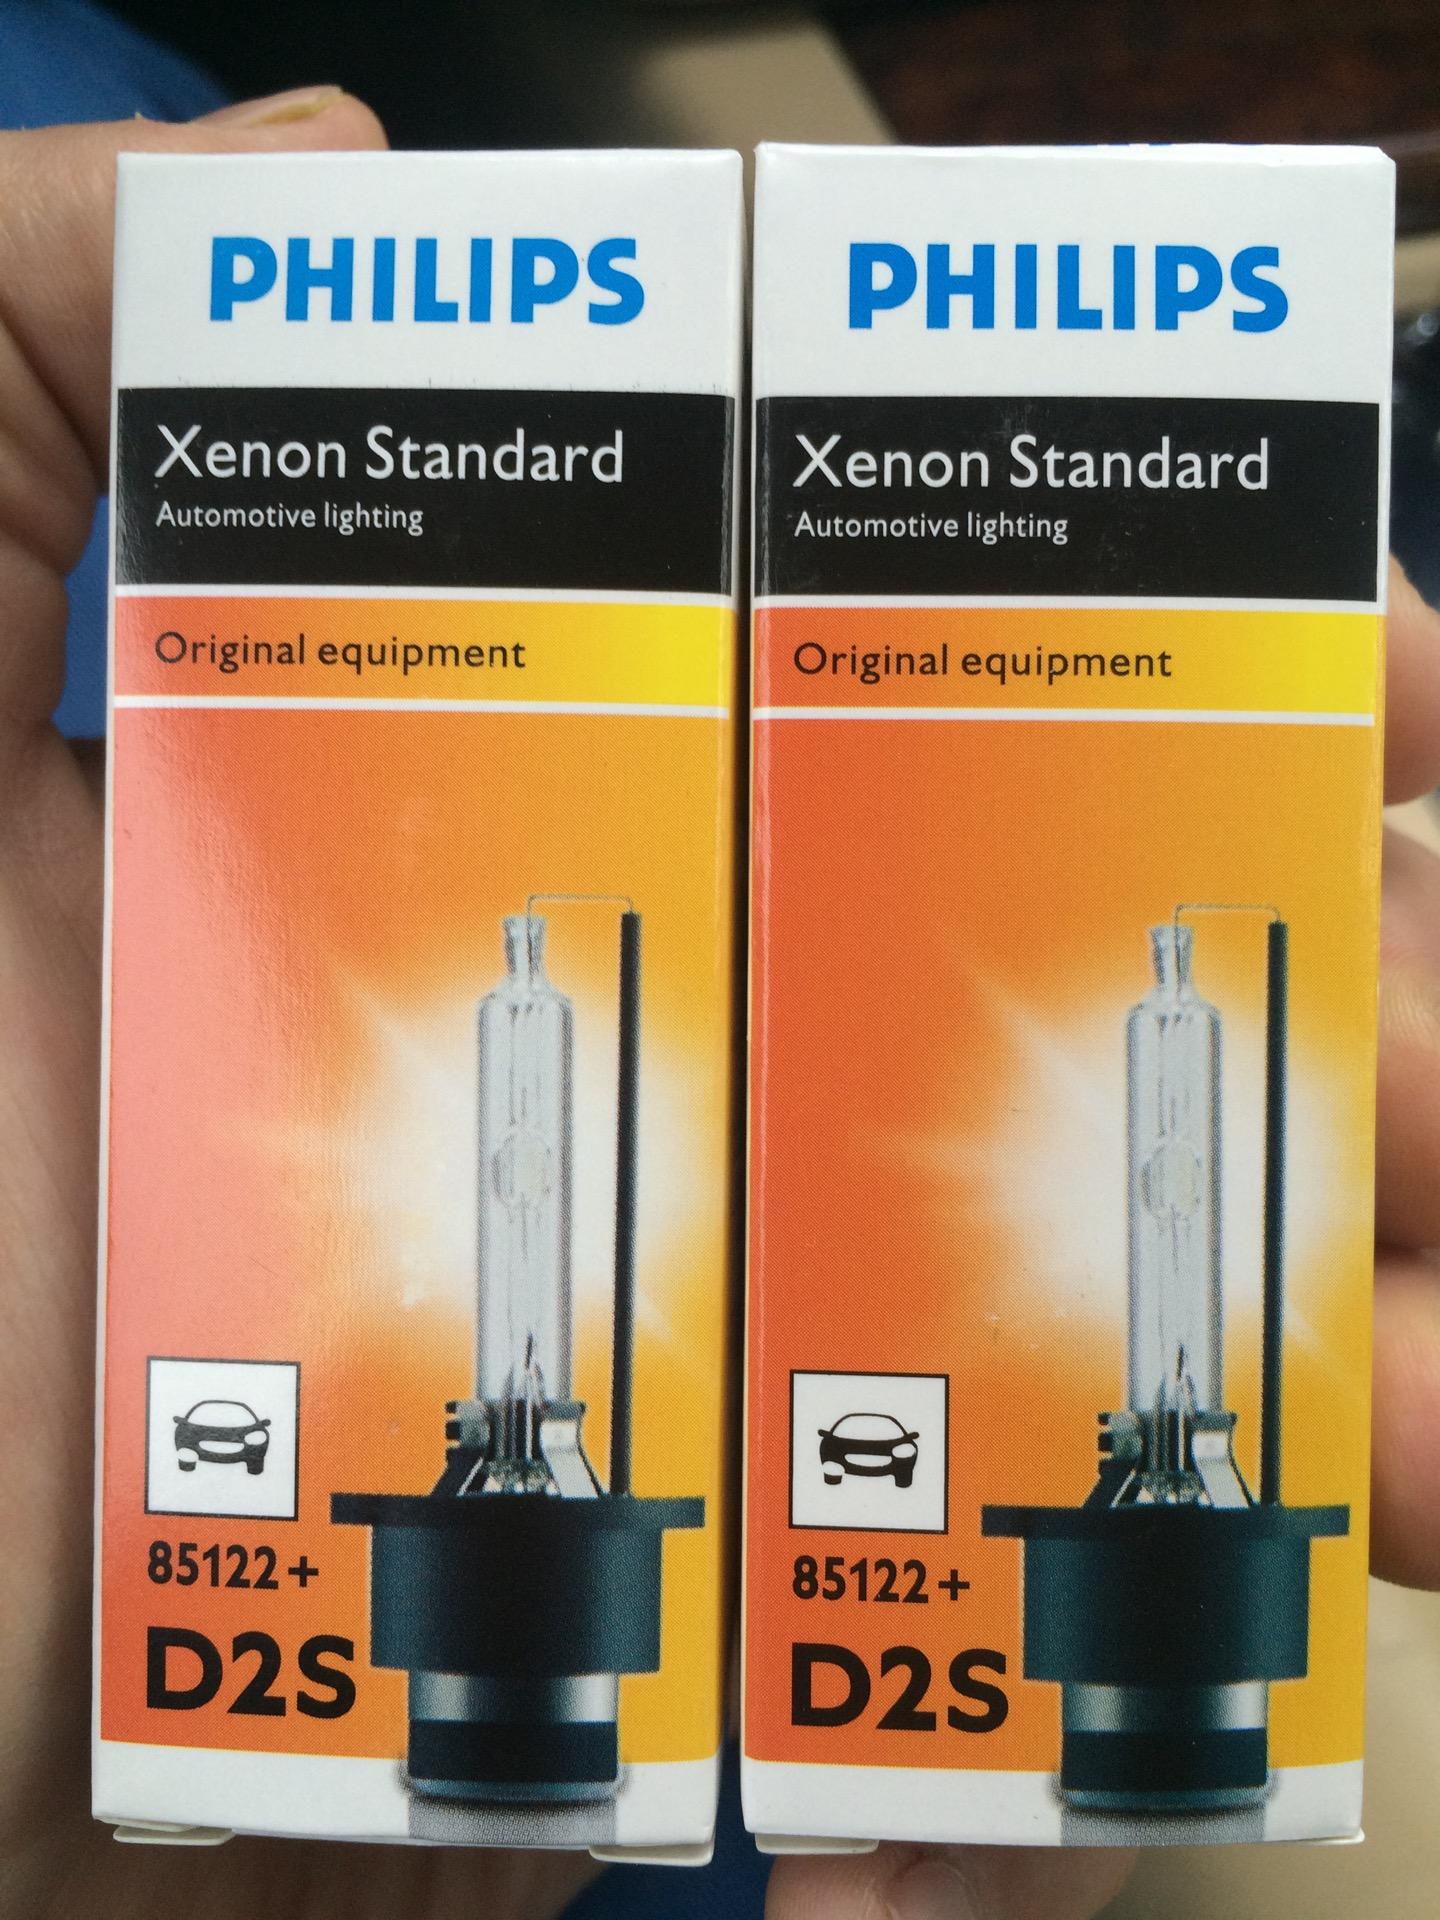 PHILIPS
Xenon Standard
Automotive lighting
Original equipment
85122+
D2S
PHILIPS
Xenon Standard
Automotive lighting
Original equipment
85122+
D2S